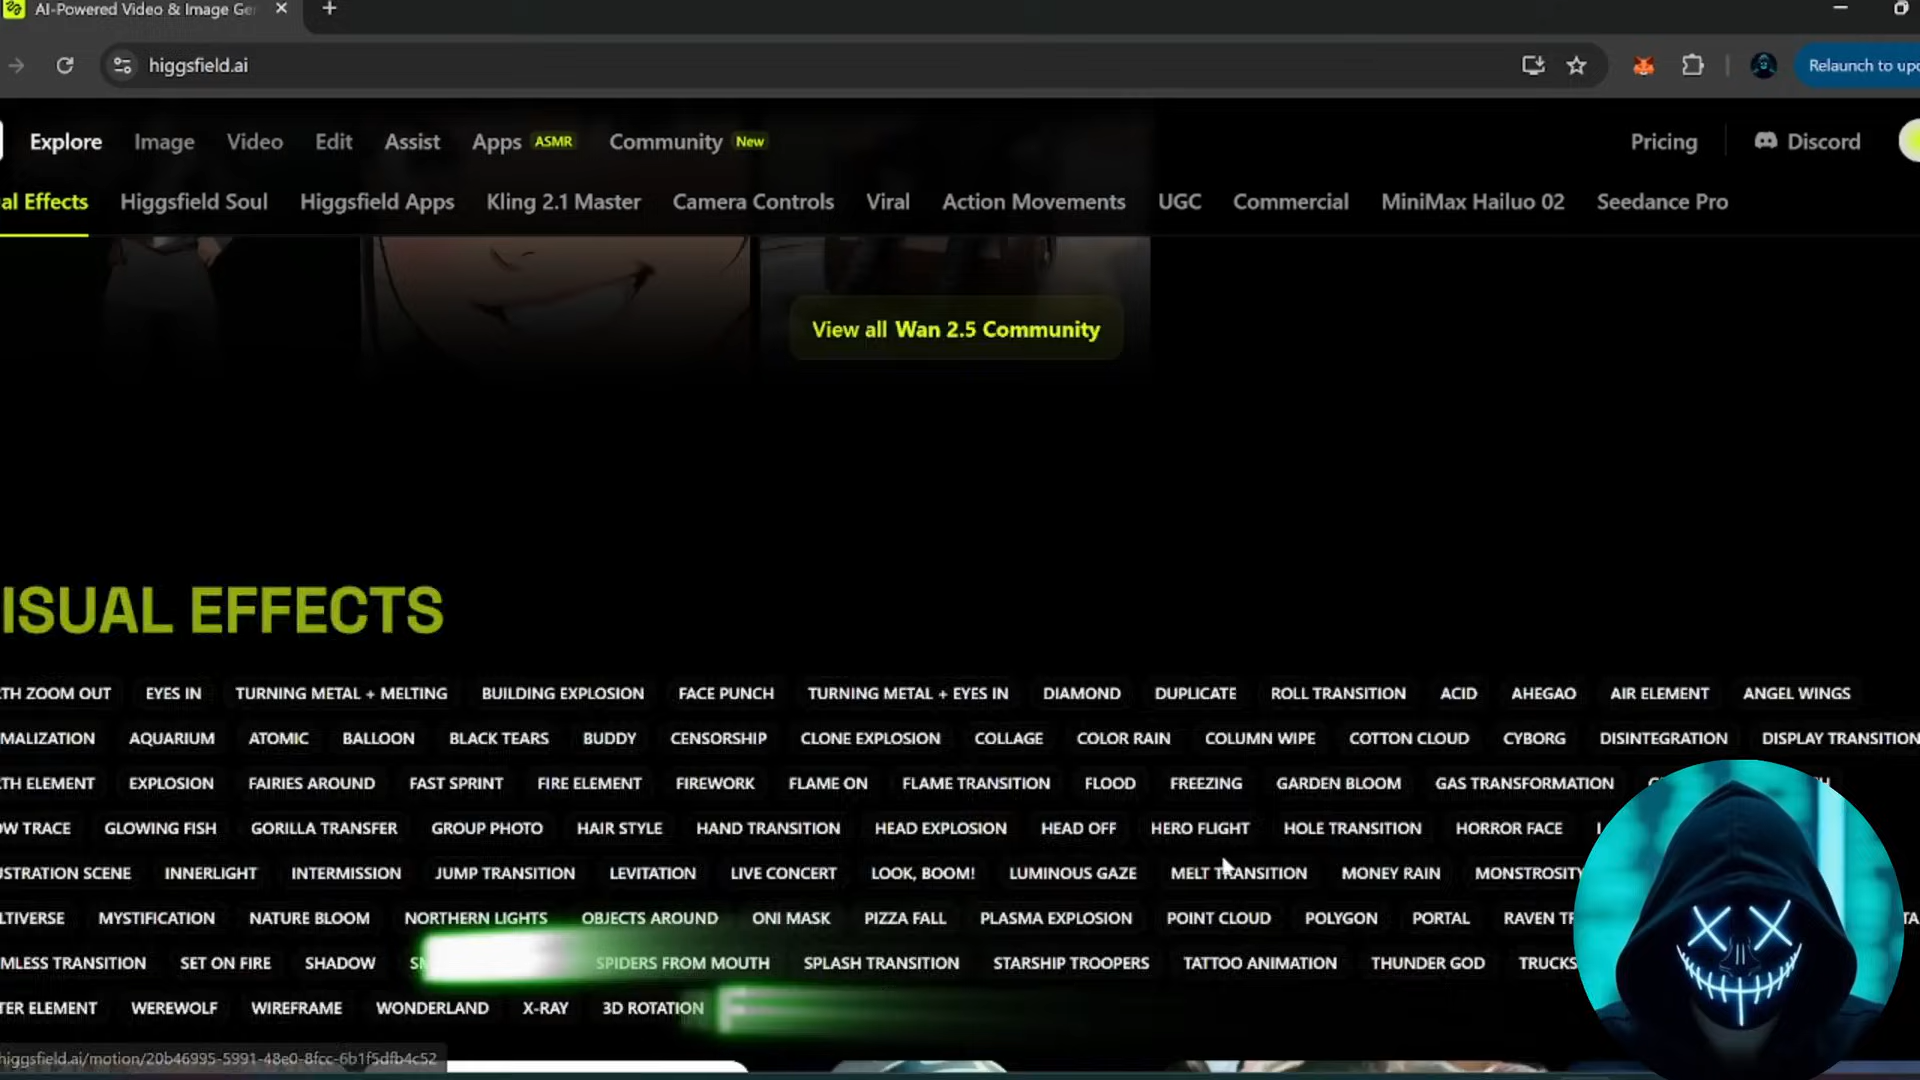 AI-Powered Video & Image Ge
higgsfield.ai
Relaunch to upd
Explore Image Video Edit Assist Apps ASMR Community New Pricing Discord
al Effects Higgsfield Soul Higgsfield Apps Kling 2.1 Master Camera Controls Viral Action Movements UGC Commercial MiniMax Hailuo 02 Seedance Pro
View all Wan 2.5 Community
ISUAL EFFECTS
TH ZOOM OUT EYES IN TURNING METAL + MELTING BUILDING EXPLOSION FACE PUNCH TURNING METAL + EYES IN DIAMOND DUPLICATE ROLL TRANSITION ACID AHEGAO AIR ELEMENT ANGEL WINGS
MALIZATION AQUARIUM ATOMIC BALLOON BLACK TEARS BUDDY CENSORSHIP CLONE EXPLOSION COLLAGE COLOR RAIN COLUMN WIPE COTTON CLOUD CYBORG DISINTEGRATION DISPLAY TRANSITION
TH ELEMENT EXPLOSION FAIRIES AROUND FAST SPRINT FIRE ELEMENT FIREWORK FLAME ON FLAME TRANSITION FLOOD FREEZING GARDEN BLOOM GAS TRANSFORMATION
OW TRACE GLOWING FISH GORILLA TRANSFER GROUP PHOTO HAIR STYLE HAND TRANSITION HEAD EXPLOSION HEAD OFF HERO FLIGHT HOLE TRANSITION HORROR FACE
USTRATION SCENE INNERLIGHT INTERMISSION JUMP TRANSITION LEVITATION LIVE CONCERT LOOK, BOOM! LUMINOUS GAZE MELT TRANSITION MONEY RAIN MONSTROSITY
LTIVERSE MYSTIFICATION NATURE BLOOM NORTHERN LIGHTS OBJECTS AROUND ONI MASK PIZZA FALL PLASMA EXPLOSION POINT CLOUD POLYGON PORTAL RAVEN TR
MLESS TRANSITION SET ON FIRE SHADOW SPIDERS FROM MOUTH SPLASH TRANSITION STARSHIP TROOPERS TATTOO ANIMATION THUNDER GOD TRUCKS
TER ELEMENT WEREWOLF WIREFRAME WONDERLAND X-RAY 3D ROTATION
higgsfield.ai/motion/20b46995-5991-48e0-8fcc-6b1f5dfb4c52